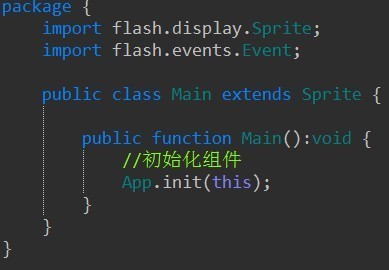 package {
import flash.display.Sprite;
import flash.events.Event;
public class Main extends Sprite {
public function Main():void {
//初始化组件
App.init(this);
}
}
}